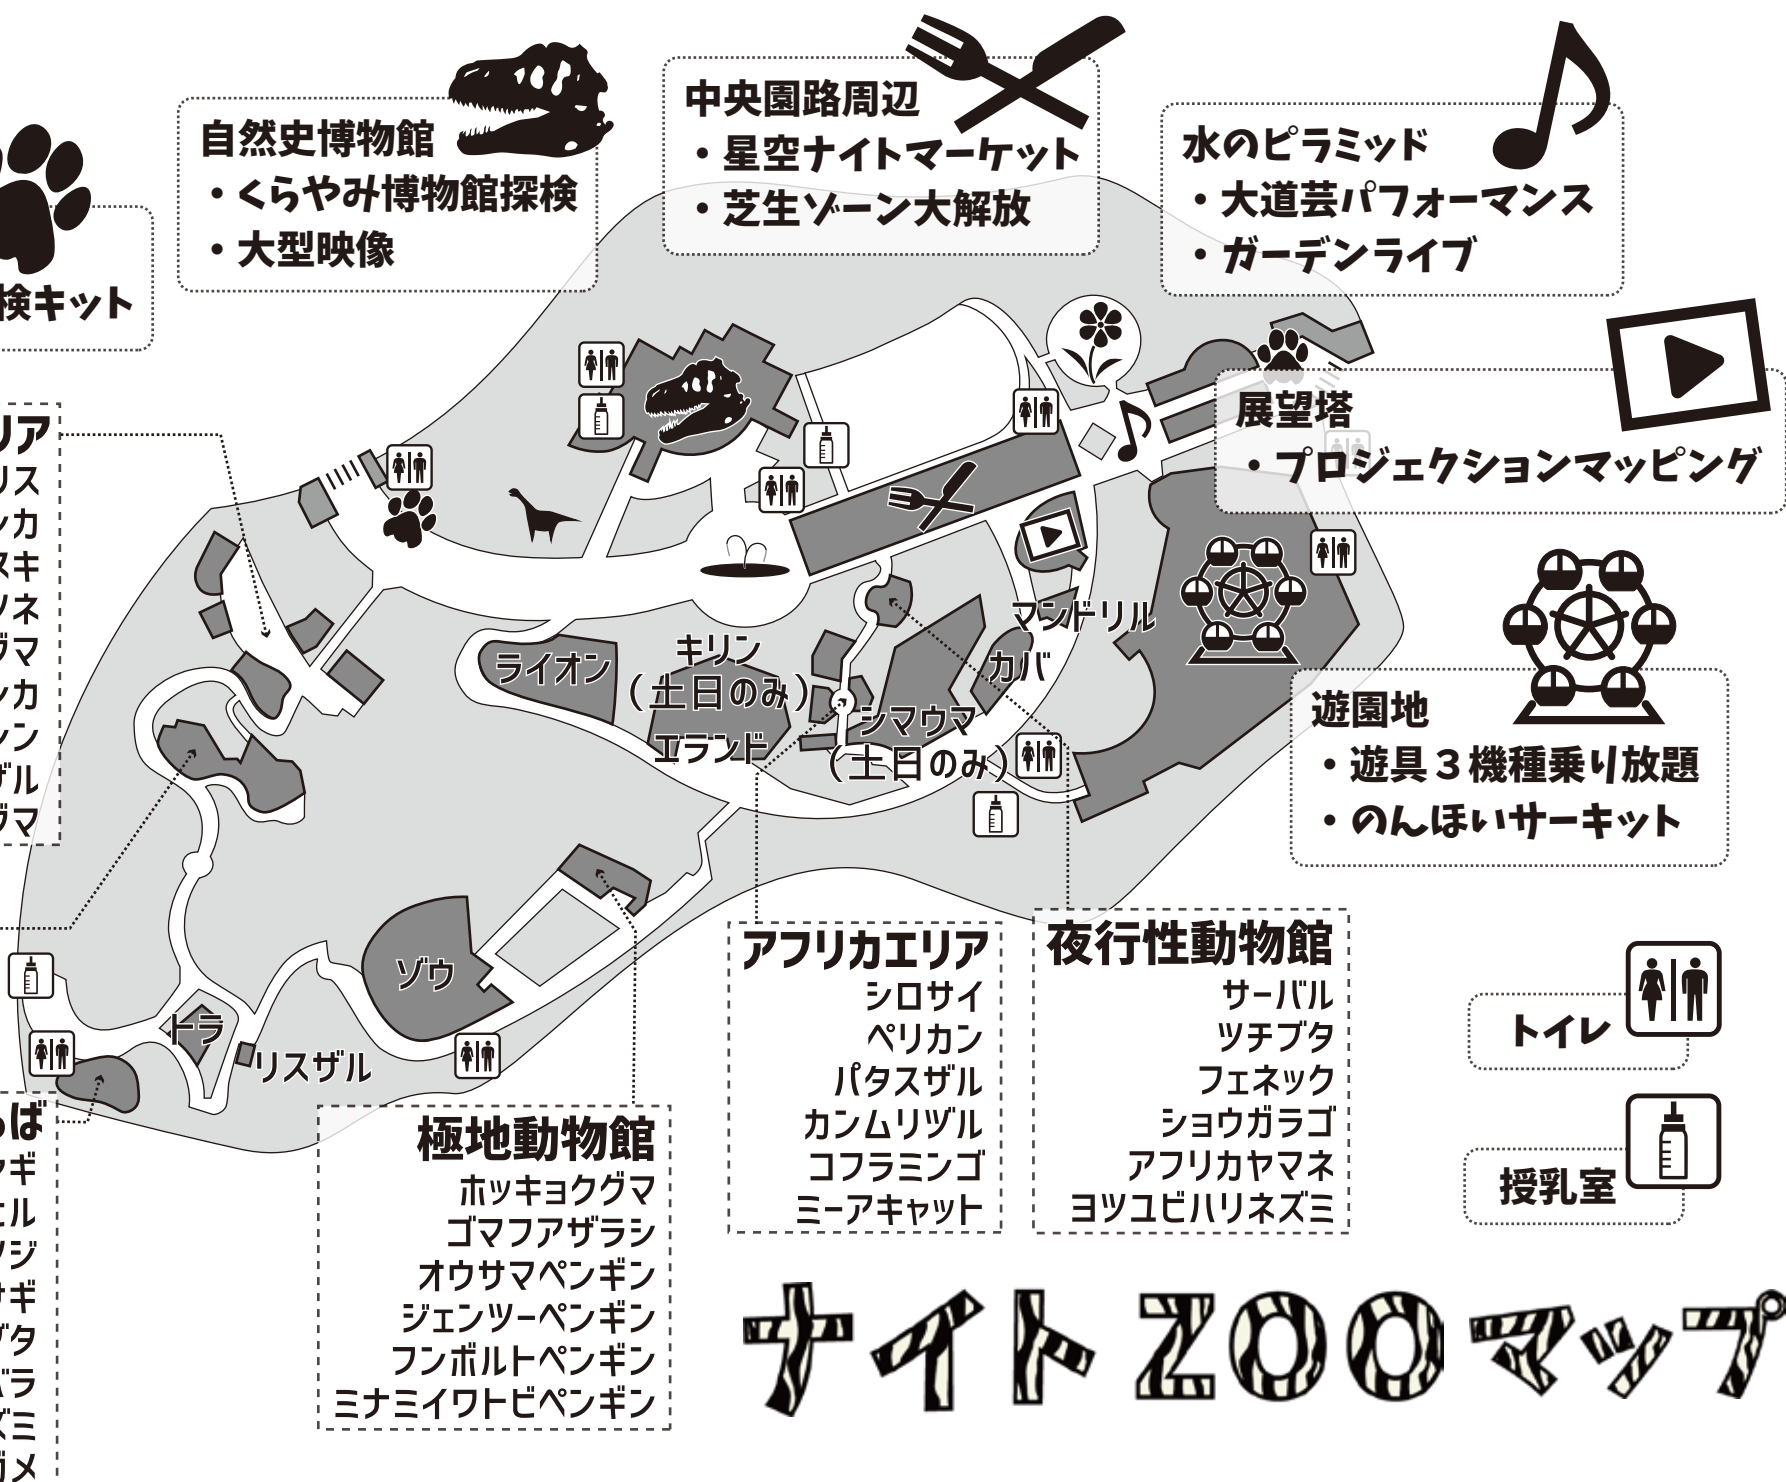 自然史博物館
・くらやみ博物館探検
・大型映像
中央園路周辺
・星空ナイトマーケット
・芝生ゾーン大解放
水のピラミッド
・大道芸パフォーマンス
・ガーデンライブ
検キット
展望塔
・プロジェクションマッピング
遊園地
・遊具３機種乗り放題
・のんほいサーキット
リア
リス
カ
キ
ネ
グマ
カ
ン
ザル
グマ
ライオン
キリン
（土日のみ）
エランド
シマウマ
（土日のみ）
カバ
マンドリル
ゾウ
トラ
リスザル
ば
ギ
ル
ジ
ギ
タ
バラ
ズミ
メ
極地動物館
ホッキョクグマ
ゴマフアザラシ
オウサマペンギン
ジェンツーペンギン
フンボルトペンギン
ミナミイワトビペンギン
アフリカエリア
シロサイ
ペリカン
パタスザル
カンムリヅル
コフラミンゴ
ミーアキャット
夜行性動物館
サーバル
ツチブタ
フェネック
ショウガラゴ
アフリカヤマネ
ヨツユビハリネズミ
トイレ
授乳室
ナイトZOOマップ